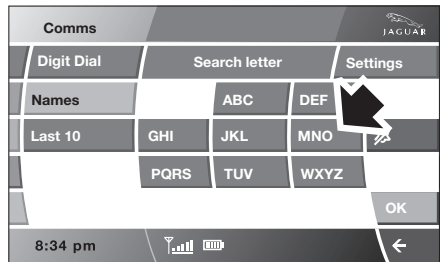 Comms
JAGUAR
Digit Dial Search letter Settings
Names ABC DEF
Last 10 GHI JKL MNO
PQRS TUV WXYZ
OK
8:34 pm